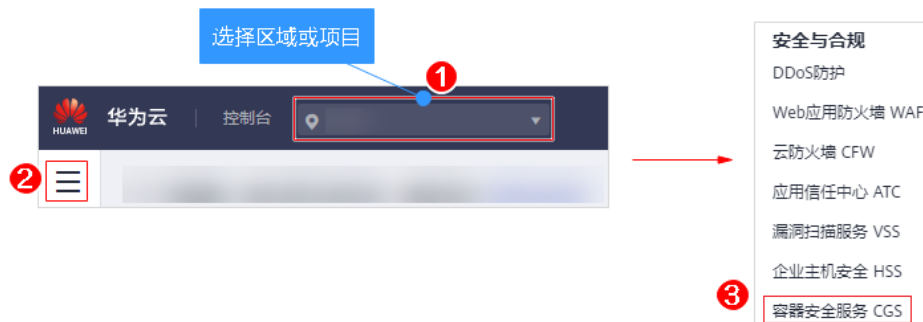 选择区域或项目
1
HUAWEI
华为云
控制台
2
安全与合规
DDoS防护
Web应用防火墙 WAF
云防火墙 CFW
应用信任中心 ATC
漏洞扫描服务 VSS
企业主机安全 HSS
3
容器安全服务 CGS